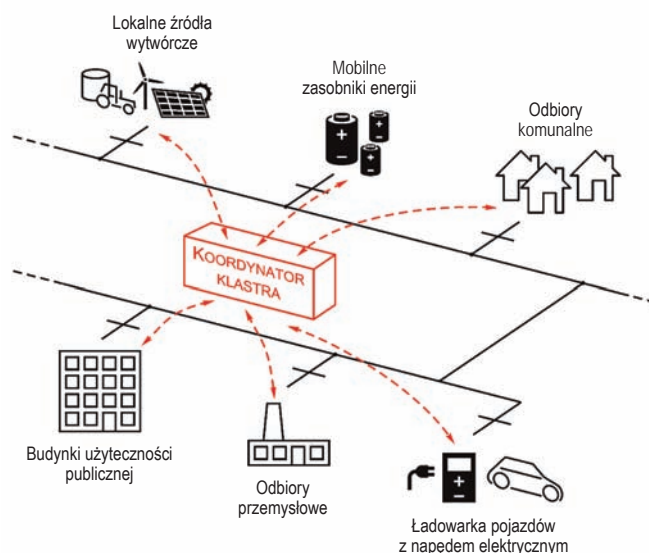 Lokalne źródła
wytwórcze
Mobilne
zasobniki energii
Odbiory
komunalne
KOORDYNATOR
KLASTRA
Budynki użyteczności
publicznej
Odbiory
przemysłowe
Ładowarka pojazdów
z napędem elektrycznym